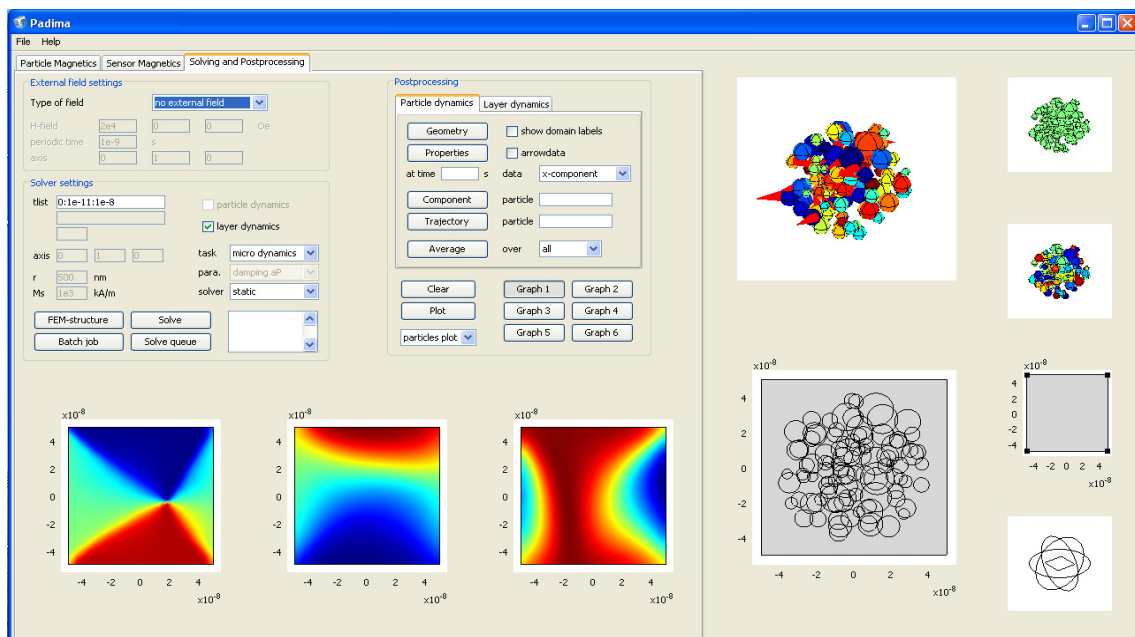 Padima
File Help
Particle Magnetics Sensor Magnetics Solving and Postprocessing
External field settings
Type of field no external field
H-field 2e4 0 0 Oe
periodic time 1e-9 s
axis 0 1 0
Solver settings
tlist 0:1e-11:1e-8
particle dynamics
layer dynamics
axis 0 1 0
task micro dynamics
r 500 nm
para. damping aP
Ms 1e3 kA/m
solver static
FEM-structure Solve
Batch job Solve queue
Postprocessing
Particle dynamics Layer dynamics
Geometry show domain labels
Properties arrowdata
at time s data x-component
Component particle
Trajectory particle
Average over all
Clear Graph 1 Graph 2
Plot Graph 3 Graph 4
particles plot Graph 5 Graph 6
x10-8
4
2
0
-2
-4
-4 -2 0 2 4
x10-8
x10-8
4
2
0
-2
-4
-4 -2 0 2 4
x10-8
x10-8
4
2
0
-2
-4
-4 -2 0 2 4
x10-8
x10-8
4
2
0
-2
-4
-4 -2 0 2 4
x10-8
x10-8
4
2
0
-2
-4
-4 -2 0 2 4
x10-8